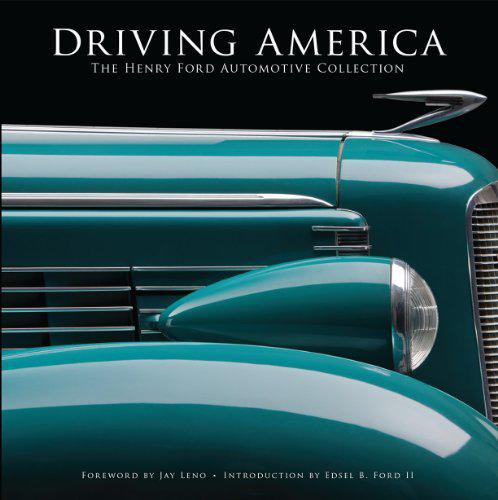 DRIVING AMERICA
THE HENRY FORD AUTOMOTIVE COLLECTION
FOREWORD BY JAY LENO • INTRODUCTION BY EDSEL B. FORD II